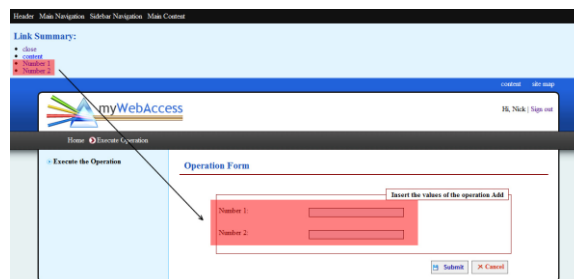 Header Main Navigation Sidebar Navigation Main Content
Link Summary:
close
content
Number 1
Number 2
content site map
myWebAccess
Hi, Nick | Sign out
Home Execute Operation
Execute the Operation
Operation Form
Insert the values of the operation Add
Number 1:
Number 2:
Submit Cancel